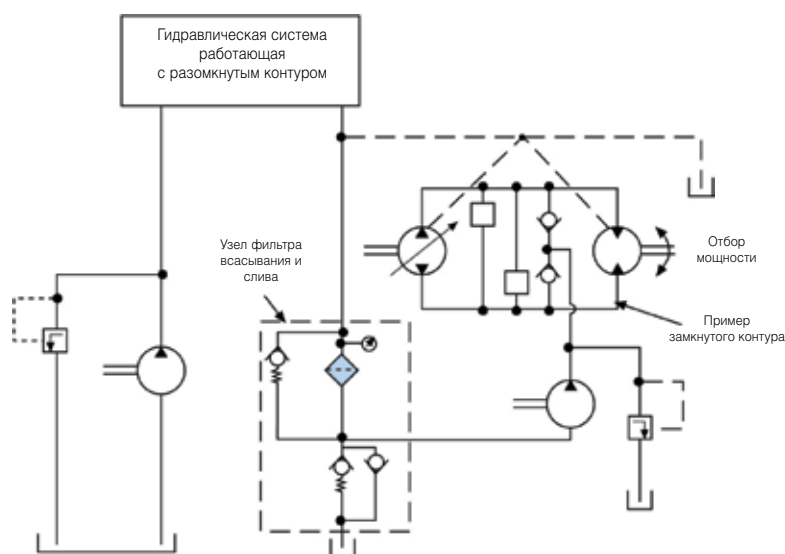 Гидравлическая система
работающая
с разомкнутым контуром
Узел фильтра
всасывания и
слива
Отбор
мощности
Пример
замкнутого контура